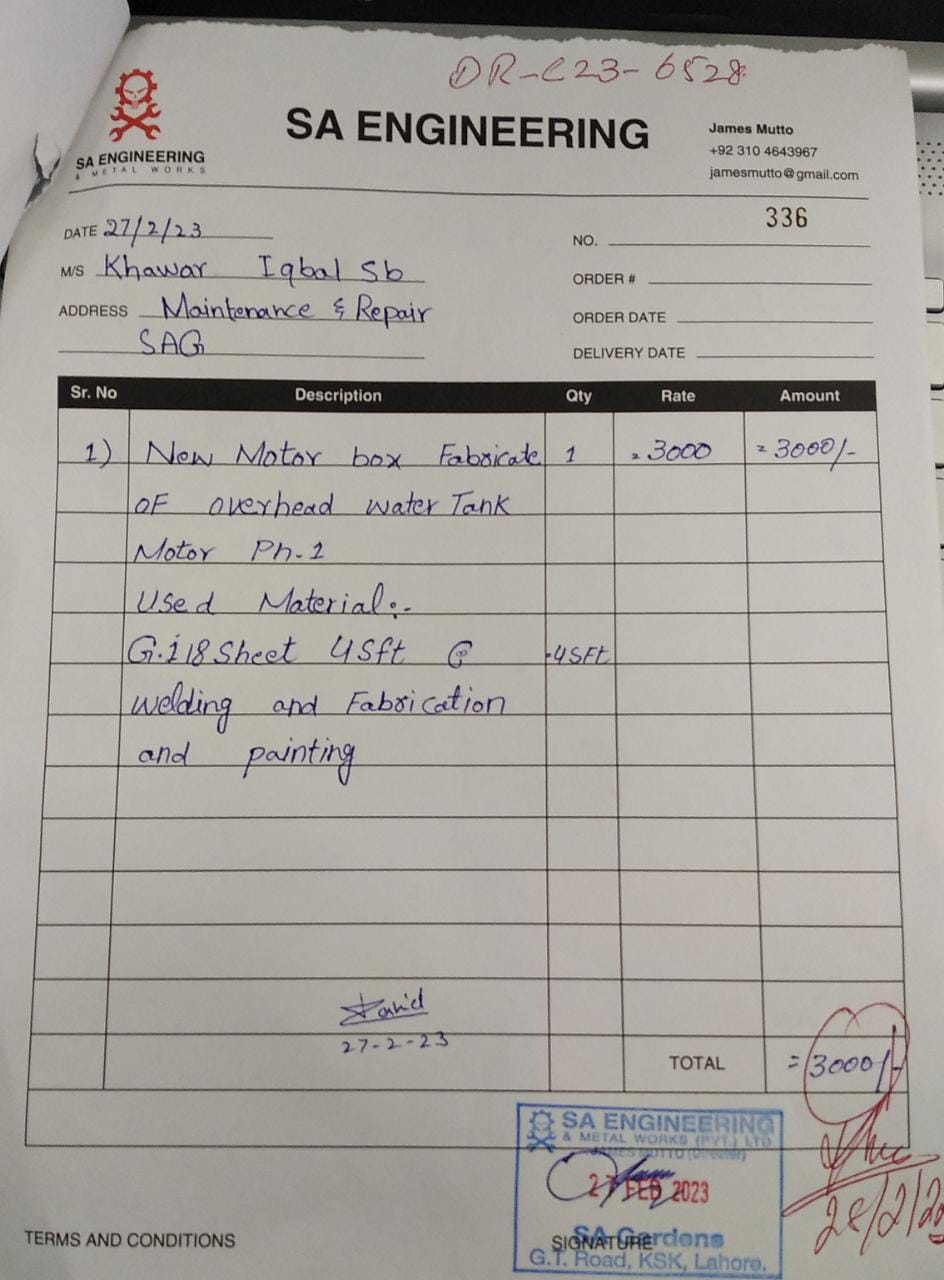 DR-C23-6528
SA ENGINEERING
& METAL WORKS
SA ENGINEERING
James Mutto
+92 310 4643967
jamesmutto@gmail.com
DATE 27/2/23
336
NO.
M/S Khawar Iqbal Sb
ORDER #
ADDRESS Maintenance & Repair
ORDER DATE
SAG
DELIVERY DATE
Sr. No Description Qty Rate Amount
1) New Motor box Fabricate 1 = 3000 = 3000/-
OF overhead water Tank
Motor Ph-1
Used Material:-
G.i 18 Sheet 4Sft @ 4SFT
welding and Fabrication
and painting
27-2-23
TOTAL = 3000/-
SA ENGINEERING
& METAL WORKS (PVT.) LTD
JAMES MUTTO (Director)
27 FEB 2023
28/2/20
SA Gardens
TERMS AND CONDITIONS
SIGNATURE
G.T. Road, KSK, Lahore.